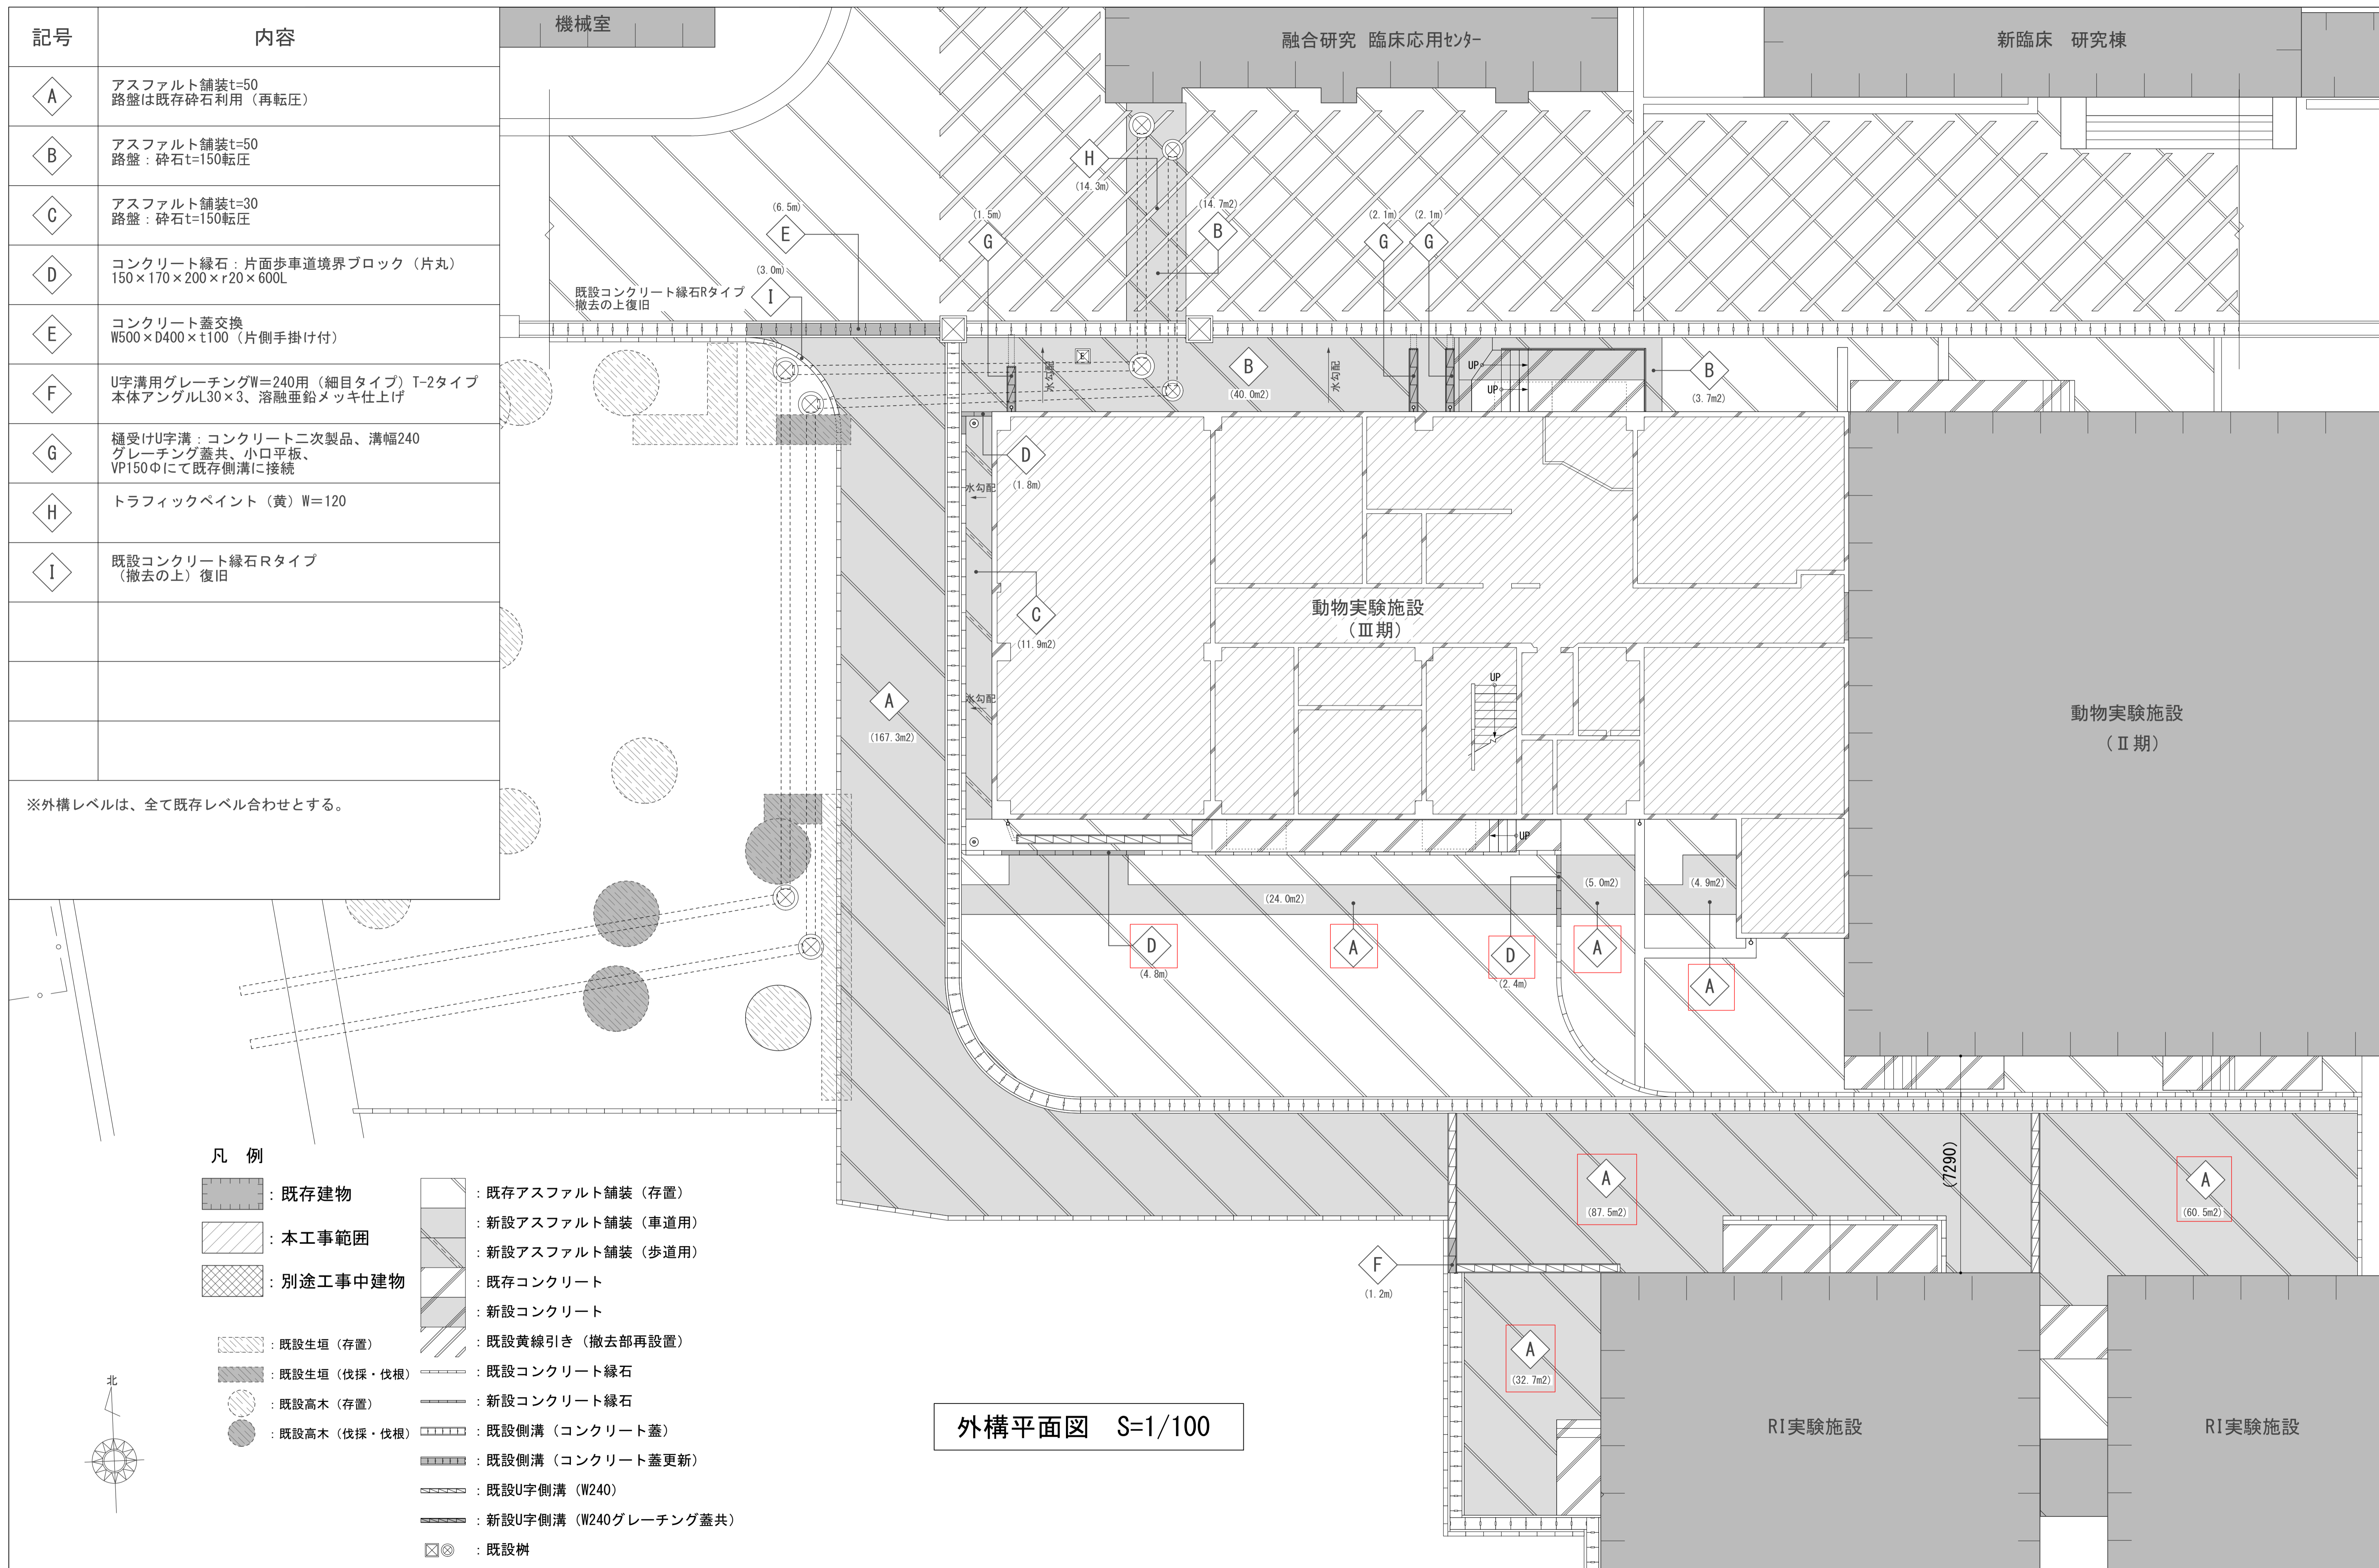 記号 内容
A アスファルト舗装t=50
路盤は既存砕石利用（再転圧）
B アスファルト舗装t=50
路盤：砕石t=150転圧
C アスファルト舗装t=30
路盤：砕石t=150転圧
D コンクリート縁石：片面歩車道境界ブロック（片丸）
150×170×200×r20×600L
E コンクリート蓋交換
W500×D400×t100（片側手掛け付）
F U字溝用グレーチングW=240用（細目タイプ）T-2タイプ
本体アングルL30×3、溶融亜鉛メッキ仕上げ
G 樋受けU字溝：コンクリート二次製品、溝幅240
グレーチング蓋共、小口平板、
VP150Φにて既存側溝に接続
H トラフィックペイント（黄）W=120
I 既設コンクリート縁石Rタイプ
（撤去の上）復旧
※外構レベルは、全て既存レベル合わせとする。
機械室
融合研究 臨床応用ｾﾝﾀｰ
新臨床 研究棟
H
(14.3m)
(6.5m)
E
(1.5m)
G
(14.7m2)
B
(2.1m)
G
(2.1m)
G
(3.0m)
I
既設コンクリート縁石Rタイプ
撤去の上復旧
E
水勾配
B
(40.0m2)
水勾配
UP
UP
B
(3.7m2)
D
(1.8m)
水勾配
C
(11.9m2)
動物実験施設
（Ⅲ期）
UP
水勾配
A
(167.3m2)
動物実験施設
（Ⅱ期）
UP
(24.0m2)
(5.0m2)
(4.9m2)
D
(4.8m)
A
D
(2.4m)
A
A
(7290)
A
(87.5m2)
A
(60.5m2)
F
(1.2m)
A
(32.7m2)
RI実験施設
RI実験施設
凡 例
：既存建物
：本工事範囲
：別途工事中建物
：既設生垣（存置）
：既設生垣（伐採・伐根）
：既設高木（存置）
：既設高木（伐採・伐根）
：既存アスファルト舗装（存置）
：新設アスファルト舗装（車道用）
：新設アスファルト舗装（歩道用）
：既存コンクリート
：新設コンクリート
：既設黄線引き（撤去部再設置）
：既設コンクリート縁石
：新設コンクリート縁石
：既設側溝（コンクリート蓋）
：既設側溝（コンクリート蓋更新）
：既設U字側溝（W240）
：新設U字側溝（W240グレーチング蓋共）
：既設桝
北
外構平面図 S=1/100